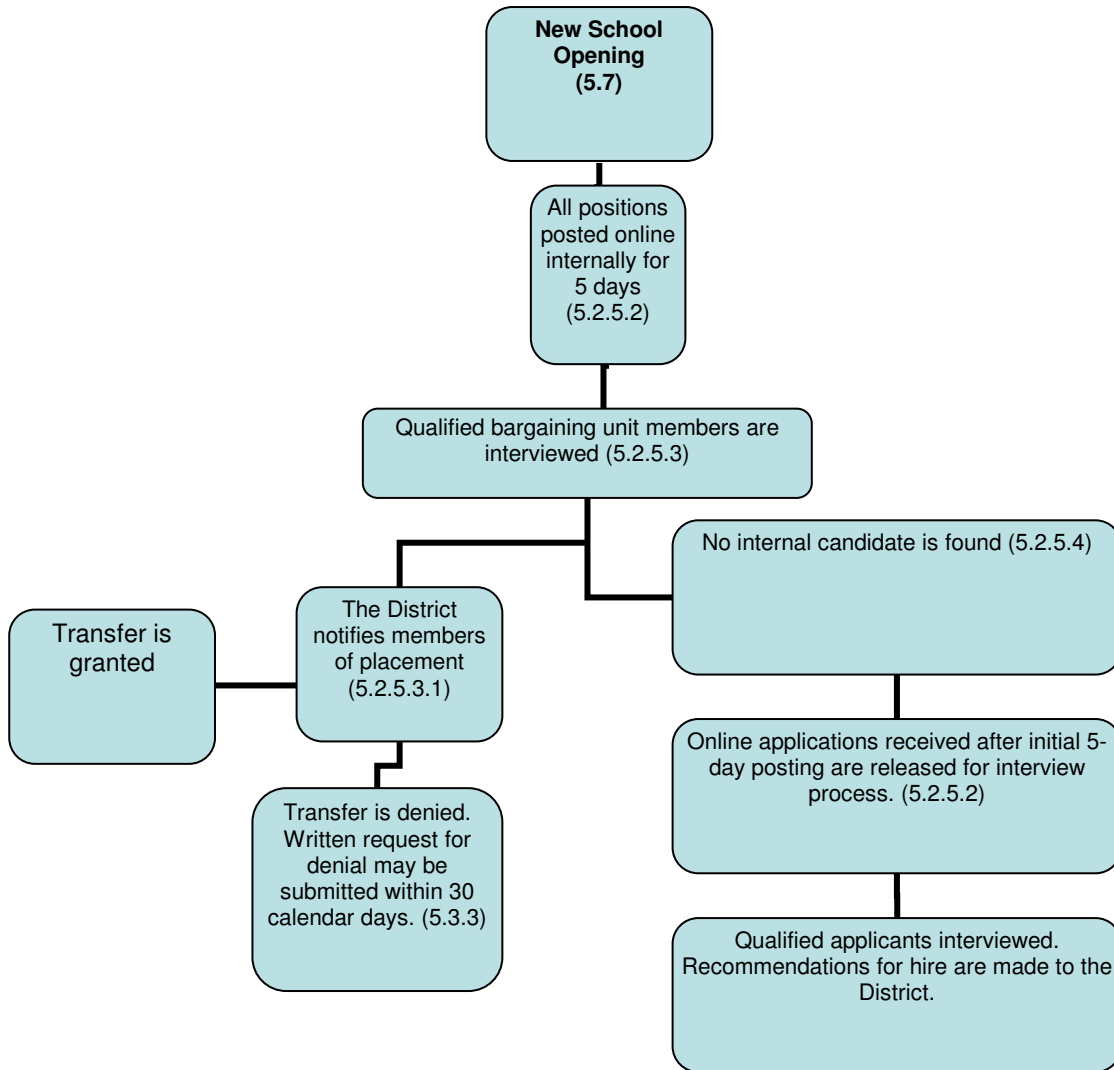 New School
Opening
(5.7)
All positions
posted online
internally for
5 days
(5.2.5.2)
Qualified bargaining unit members are
interviewed (5.2.5.3)
No internal candidate is found (5.2.5.4)
The District
notifies members
of placement
(5.2.5.3.1)
Transfer is
granted
Online applications received after initial 5-
day posting are released for interview
process. (5.2.5.2)
Transfer is denied.
Written request for
denial may be
submitted within 30
calendar days. (5.3.3)
Qualified applicants interviewed.
Recommendations for hire are made to the
District.